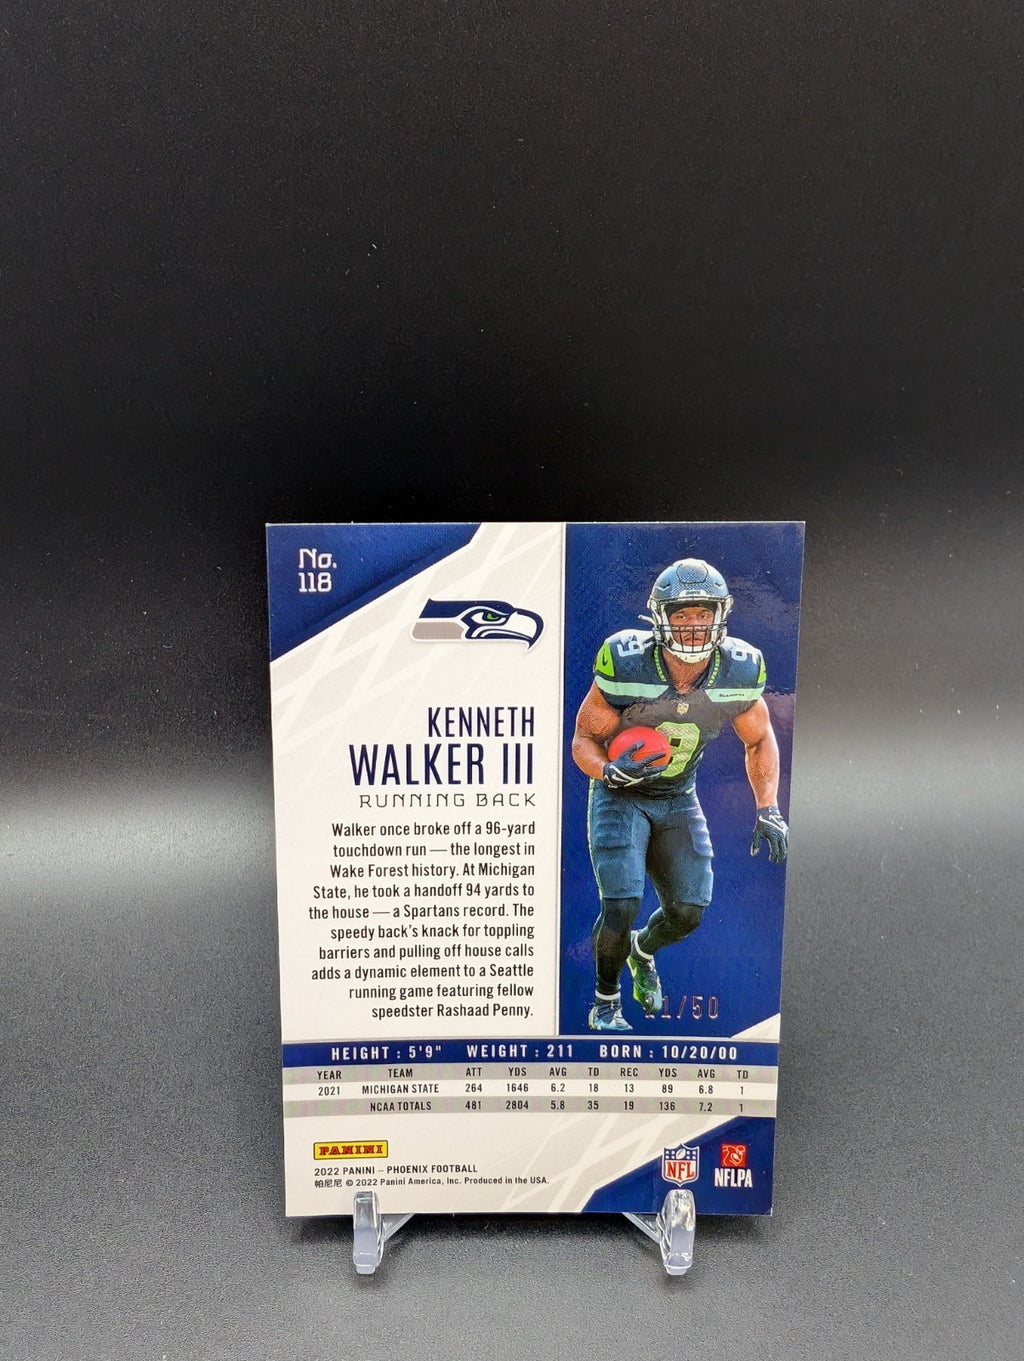 No.
118
KENNETH
WALKER III
RUNNING BACK
Walker once broke off a 96-yard
touchdown run — the longest in
Wake Forest history. At Michigan
State, he took a handoff 94 yards to
the house — a Spartans record. The
speedy back's knack for toppling
barriers and pulling off house calls
adds a dynamic element to a Seattle
running game featuring fellow
speedster Rashaad Penny.
9
9
9
SEAHAWKS
/50
HEIGHT : 5'9" WEIGHT : 211 BORN : 10/20/00
YEAR TEAM ATT YDS AVG TD REC YDS AVG TD
2021 MICHIGAN STATE 264 1646 6.2 18 13 89 6.8 1
NCAA TOTALS 481 2804 5.8 35 19 136 7.2 1
PANINI
2022 PANINI – PHOENIX FOOTBALL
帕尼尼 © 2022 Panini America, Inc. Produced in the USA.
NFL
NFLPA